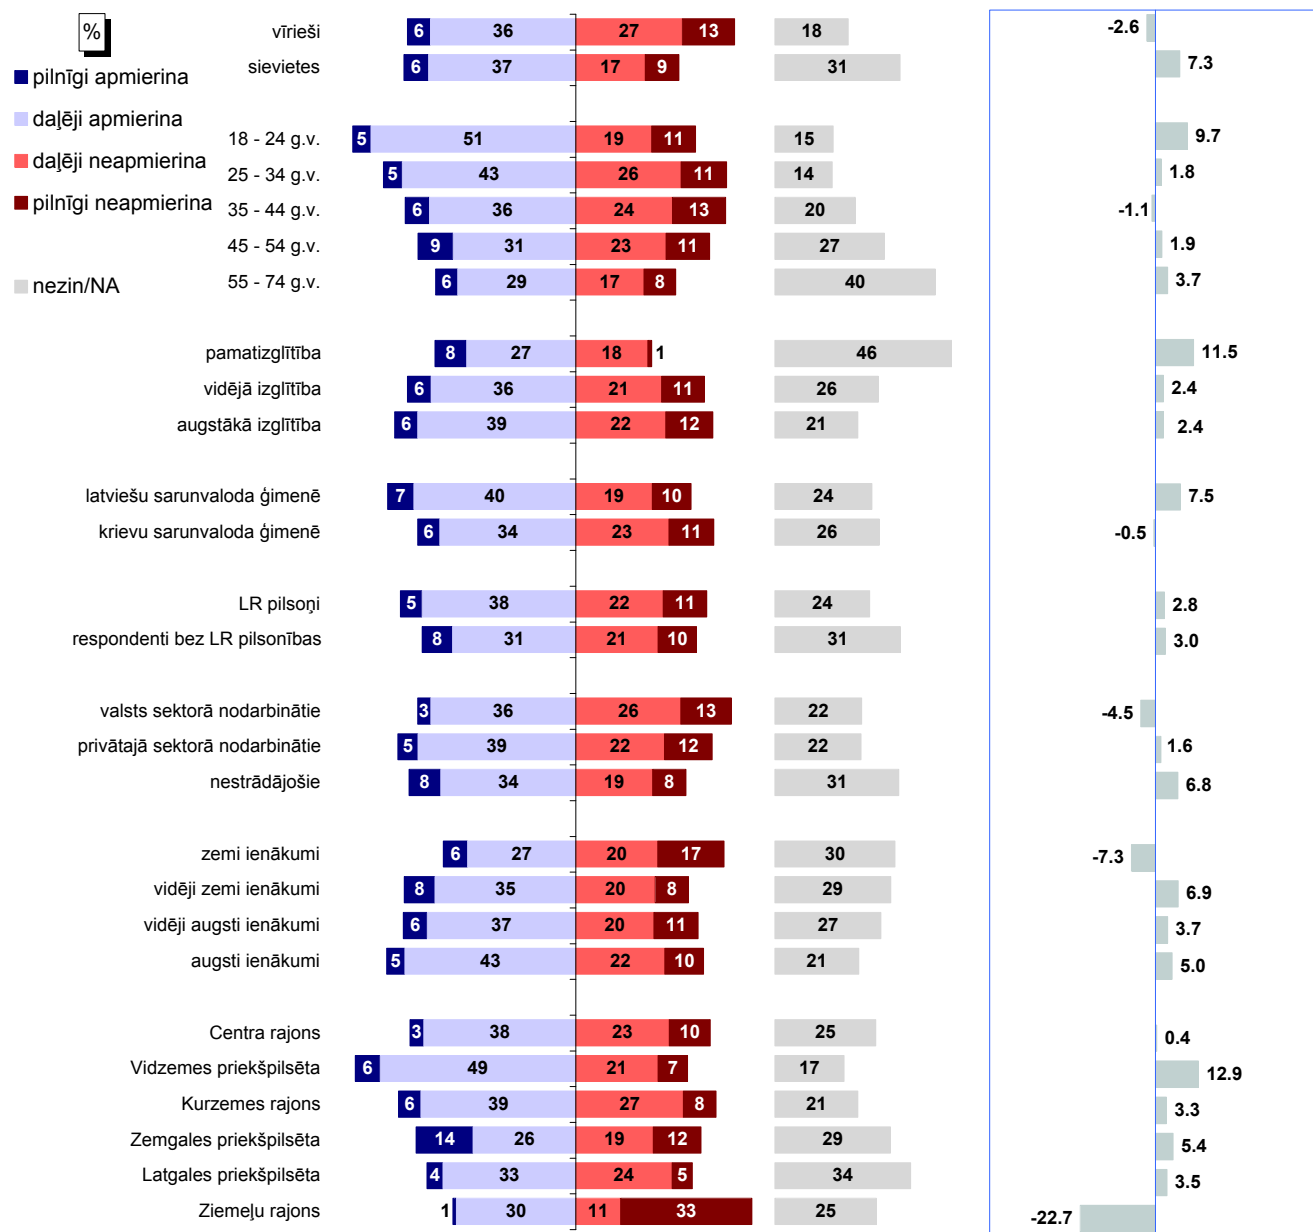 %
pilnīgi apmierina
daļēji apmierina
daļēji neapmierina
pilnīgi neapmierina
nezin/NA
vīrieši 6 36 27 13 18 -2.6
sievietes 6 37 17 9 31 7.3
18 - 24 g.v. 5 51 19 11 15 9.7
25 - 34 g.v. 5 43 26 11 14 1.8
35 - 44 g.v. 6 36 24 13 20 -1.1
45 - 54 g.v. 9 31 23 11 27 1.9
55 - 74 g.v. 6 29 17 8 40 3.7
pamatizglītība 8 27 18 1 46 11.5
vidējā izglītība 6 36 21 11 26 2.4
augstākā izglītība 6 39 22 12 21 2.4
latviešu sarunvaloda ģimenē 7 40 19 10 24 7.5
krievu sarunvaloda ģimenē 6 34 23 11 26 -0.5
LR pilsoņi 5 38 22 11 24 2.8
respondenti bez LR pilsonības 8 31 21 10 31 3.0
valsts sektorā nodarbinātie 3 36 26 13 22 -4.5
privātajā sektorā nodarbinātie 5 39 22 12 22 1.6
nestrādājošie 8 34 19 8 31 6.8
zemi ienākumi 6 27 20 17 30 -7.3
vidēji zemi ienākumi 8 35 20 8 29 6.9
vidēji augsti ienākumi 6 37 20 11 27 3.7
augsti ienākumi 5 43 22 10 21 5.0
Centra rajons 3 38 23 10 25 0.4
Vidzemes priekšpilsēta 6 49 21 7 17 12.9
Kurzemes rajons 6 39 27 8 21 3.3
Zemgales priekšpilsēta 14 26 19 12 29 5.4
Latgales priekšpilsēta 4 33 24 5 34 3.5
Ziemeļu rajons 1 30 11 33 25 -22.7